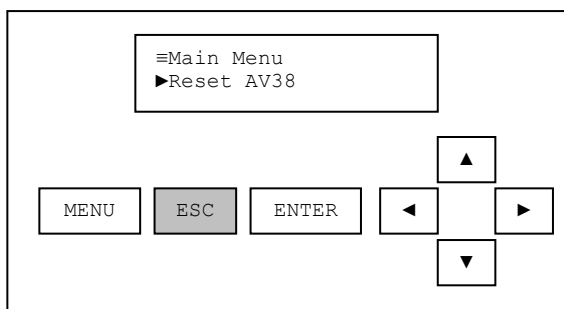 ≡Main Menu
►Reset AV38
▲
MENU ESC ENTER ◄ ►
▼